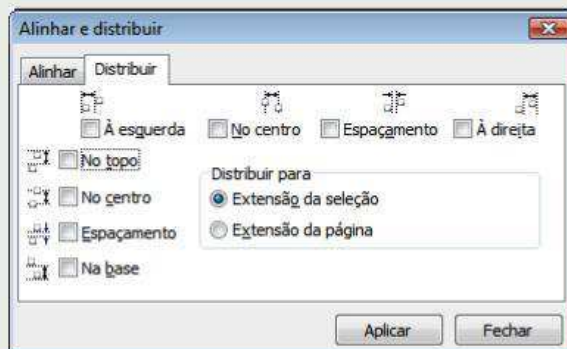 Alinhar e distribuir
Alinhar Distribuir
À esquerda No centro Espaçamento À direita
No topo
No centro
Espaçamento
Na base
Distribuir para
Extensão da seleção
Extensão da página
Aplicar Fechar